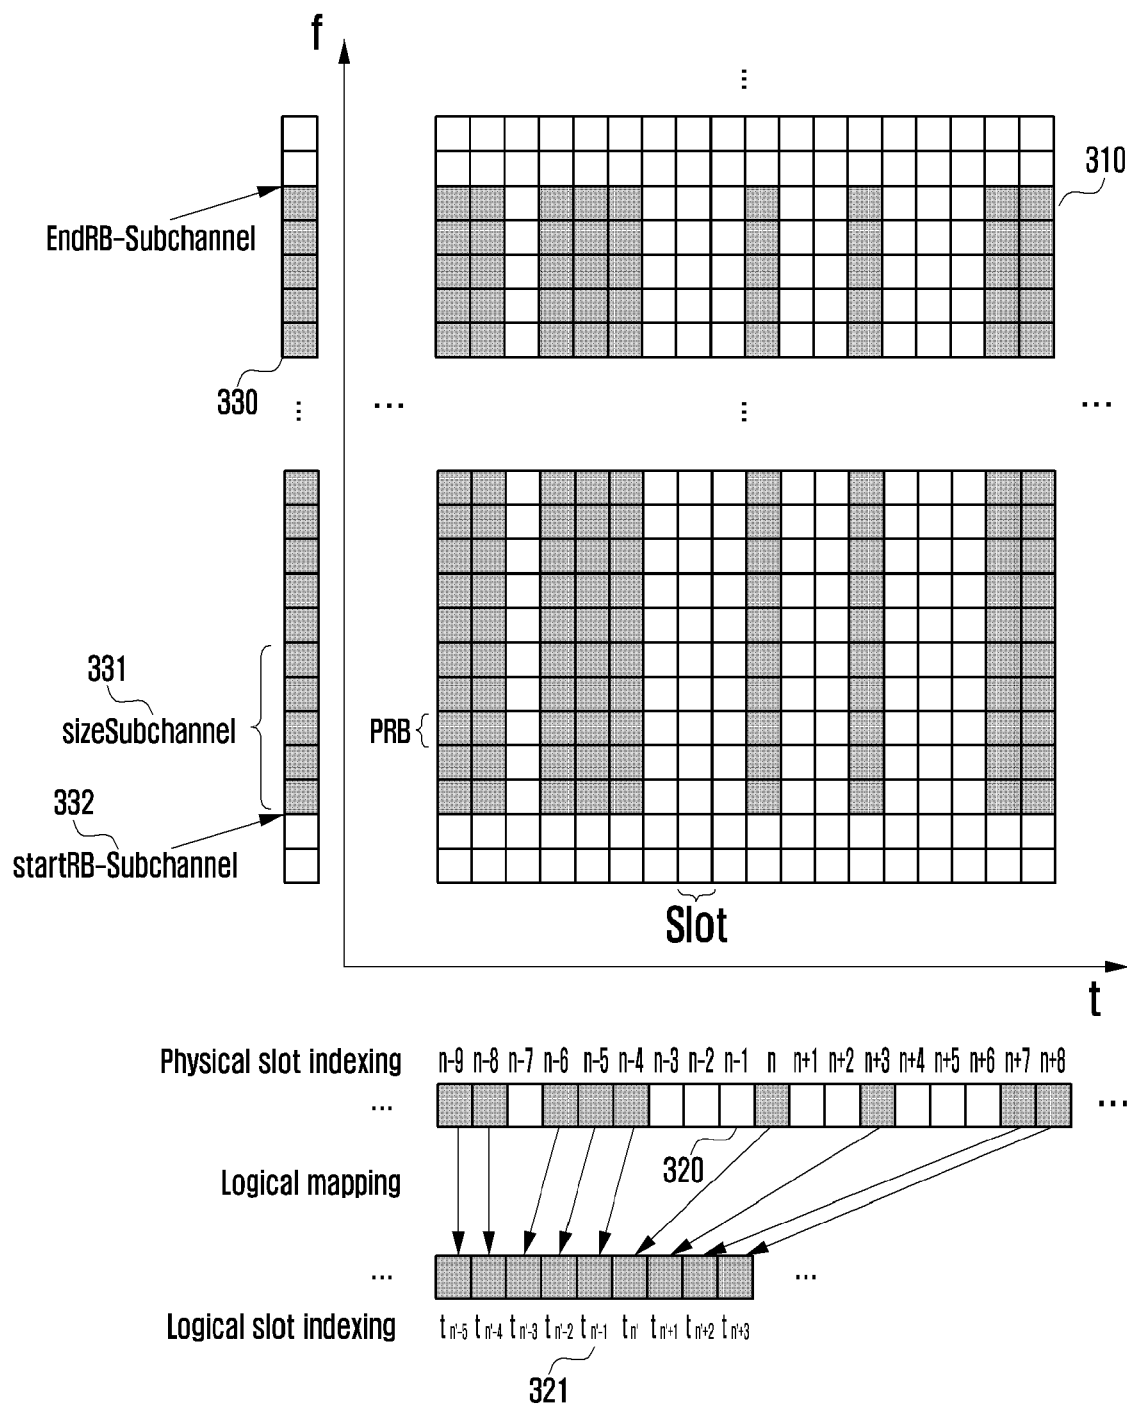 f
310
EndRB-Subchannel
330
331
sizeSubchannel
PRB
332
startRB-Subchannel
Slot
t
Physical slot indexing n-9 n-8 n-7 n-6 n-5 n-4 n-3 n-2 n-1 n n+1 n+2 n+3 n+4 n+5 n+6 n+7 n+8
320
Logical mapping
Logical slot indexing t n'-5 t n'-4 t n'-3 t n'-2 t n'-1 t n' t n'+1 t n'+2 t n'+3
321